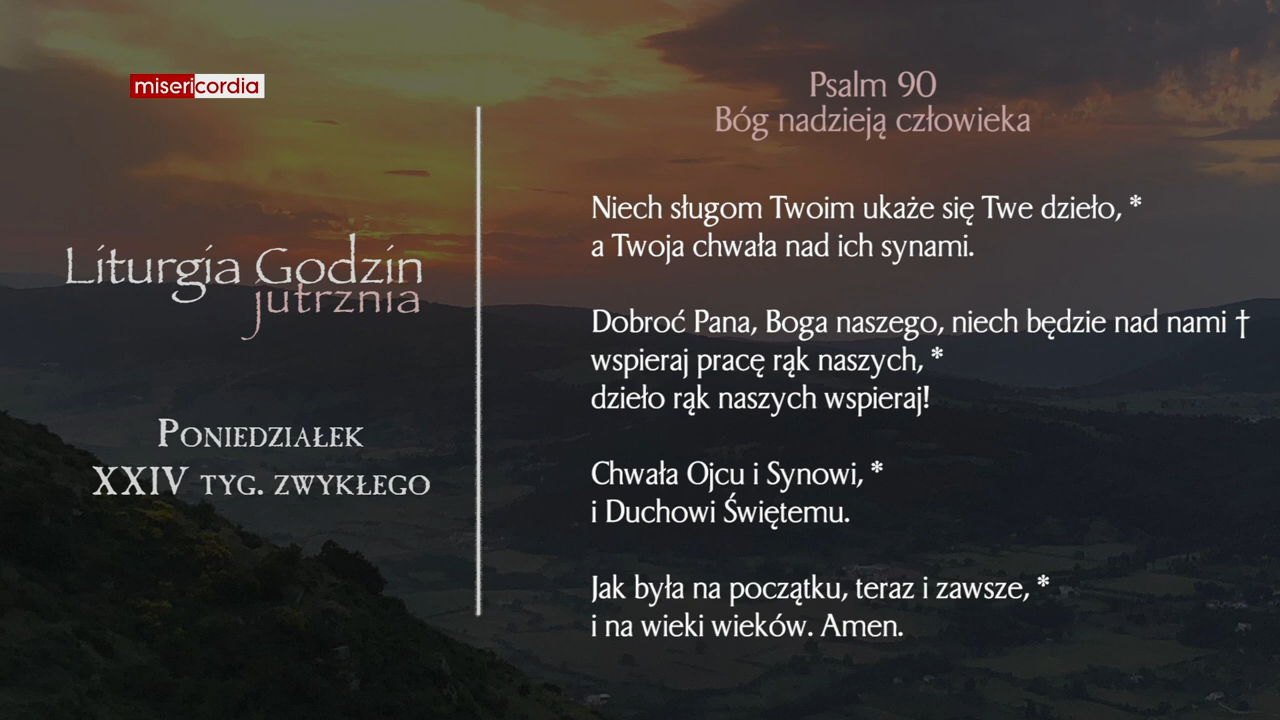 misericordia
Liturgia Godzin
jutrznia
Poniedziałek
XXIV tyg. zwykłego
Psalm 90
Bóg nadzieją człowieka
Niech sługom Twoim ukaże się Twe dzieło, *
a Twoja chwała nad ich synami.
Dobroć Pana, Boga naszego, niech będzie nad nami †
wspieraj pracę rąk naszych, *
dzieło rąk naszych wspieraj!
Chwała Ojcu i Synowi, *
i Duchowi Świętemu.
Jak była na początku, teraz i zawsze, *
i na wieki wieków. Amen.